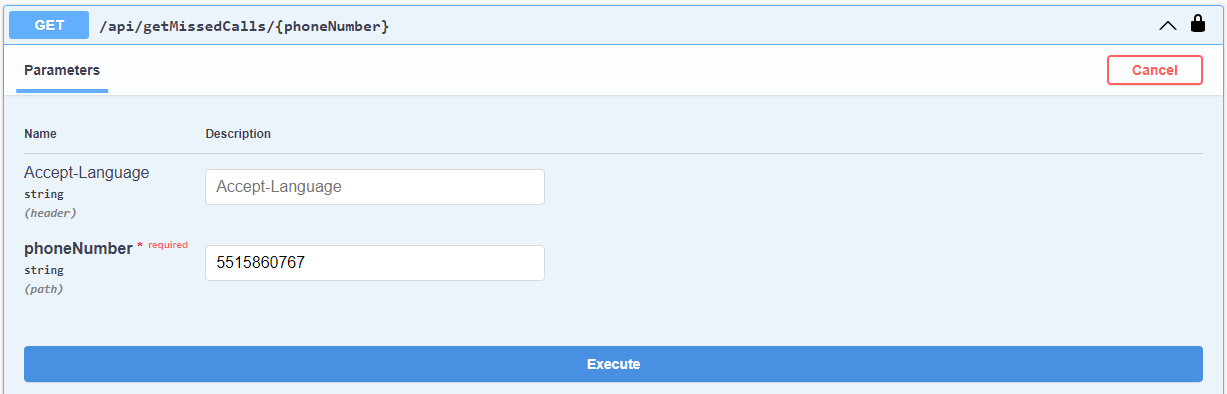 GET /api/getMissedCalls/{phoneNumber}
Parameters Cancel
Name Description
Accept-Language
string
(header)
Accept-Language
phoneNumber * required
string
(path)
5515860767
Execute